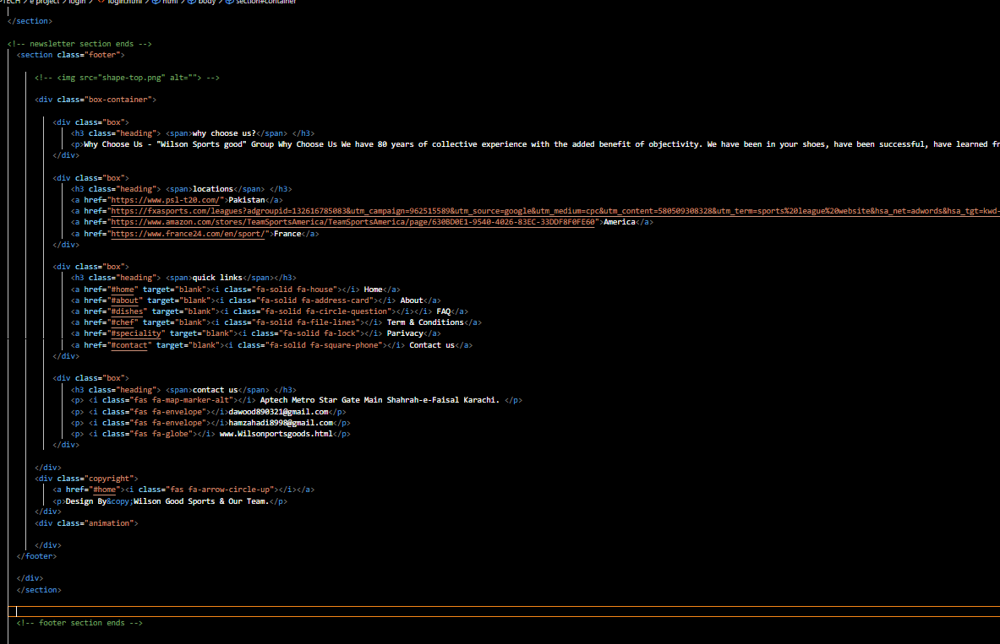 PTECH > e project > login > <> login.html > html > body > section#container
</section>
<!-- newsletter section ends -->
<section class="footer">
<!-- <img src="shape-top.png" alt=""> -->
<div class="box-container">
<div class="box">
<h3 class="heading"> <span>why choose us?</span> </h3>
<p>Why Choose Us - "Wilson Sports good" Group Why Choose Us We have 80 years of collective experience with the added benefit of objectivity. We have been in your shoes, have been successful, have learned fr
</div>
<div class="box">
<h3 class="heading"> <span>locations</span> </h3>
<a href="https://www.psl-t20.com/">Pakistan</a>
<a href="https://fxasports.com/leagues?adgroupid=132616785083&utm_campaign=962515589&utm_source=google&utm_medium=cpc&utm_content=580509308328&utm_term=sports%20league%20website&hsa_net=adwords&hsa_tgt=kwd-
<a href="https://www.amazon.com/stores/TeamSportsAmerica/TeamSportsAmerica/page/630BD0E1-9540-4026-83EC-33DDF8F0FE60">America</a>
<a href="https://www.france24.com/en/sport/">France</a>
</div>
<div class="box">
<h3 class="heading"> <span>quick links</span></h3>
<a href="#home" target="blank"><i class="fa-solid fa-house"></i> Home</a>
<a href="#about" target="blank"><i class="fa-solid fa-address-card"></i> About</a>
<a href="#dishes" target="blank"><i class="fa-solid fa-circle-question"></i></i> FAQ</a>
<a href="#chef" target="blank"><i class="fa-solid fa-file-lines"></i> Term & Conditions</a>
<a href="#speciality" target="blank"><i class="fa-solid fa-lock"></i> Parivacy</a>
<a href="#contact" target="blank"><i class="fa-solid fa-square-phone"></i> Contact us</a>
</div>
<div class="box">
<h3 class="heading"> <span>contact us</span> </h3>
<p> <i class="fas fa-map-marker-alt"></i> Aptech Metro Star Gate Main Shahrah-e-Faisal Karachi. </p>
<p> <i class="fas fa-envelope"></i>dawood890321@gmail.com</p>
<p> <i class="fas fa-envelope"></i>hamzahadi8998@gmail.com</p>
<p> <i class="fas fa-globe"></i> www.Wilsonportsgoods.html</p>
</div>
</div>
<div class="copyright">
<a href="#home"><i class="fas fa-arrow-circle-up"></i></a>
<p>Design By&copy;Wilson Good Sports & Our Team.</p>
</div>
<div class="animation">
</div>
</footer>
</div>
</section>
<!-- footer section ends -->